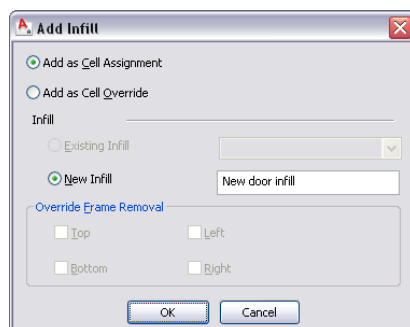 Add Infill
Add as Cell Assignment
Add as Cell Override
Infill
Existing Infill
New Infill
New door infill
Override Frame Removal
Top
Left
Bottom
Right
OK
Cancel